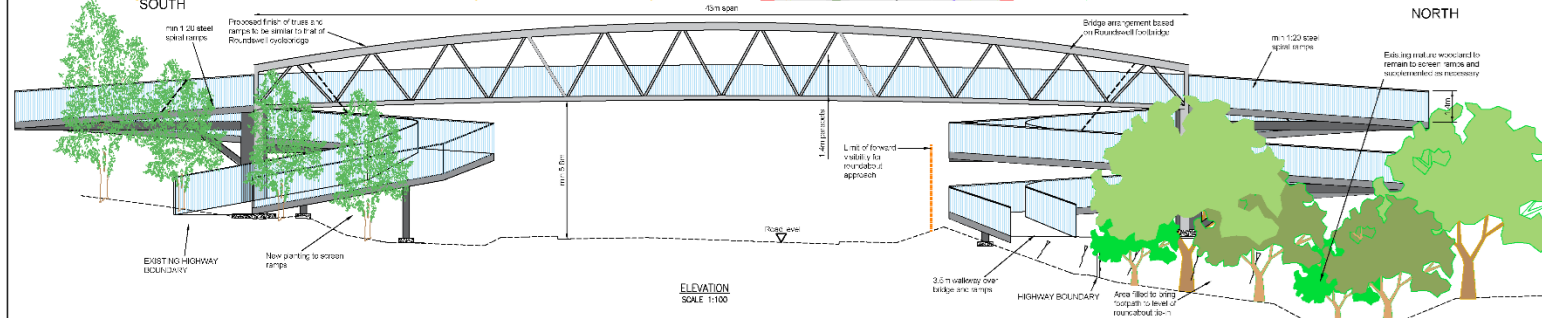 SOUTH
43m span
NORTH
min 1:20 steel
spiral ramps
Proposed finish of truss and
ramps to be similar to that of
Roundswell cyclebridge
Bridge arrangement based
on Roundswell footbridge
min 1:20 steel
spiral ramps
Existing mature woodland to
remain to screen ramps and
supplemented as necessary
min 5.8m
1.4m parapets
Limit of forward
visibility for
roundabout
approach
Road level
EXISTING HIGHWAY
BOUNDARY
New planting to screen
ramps
ELEVATION
SCALE 1:100
3.5m walkway over
bridge and ramps
HIGHWAY BOUNDARY
Area filled to bring
footpath to level of
roundabout tie-in